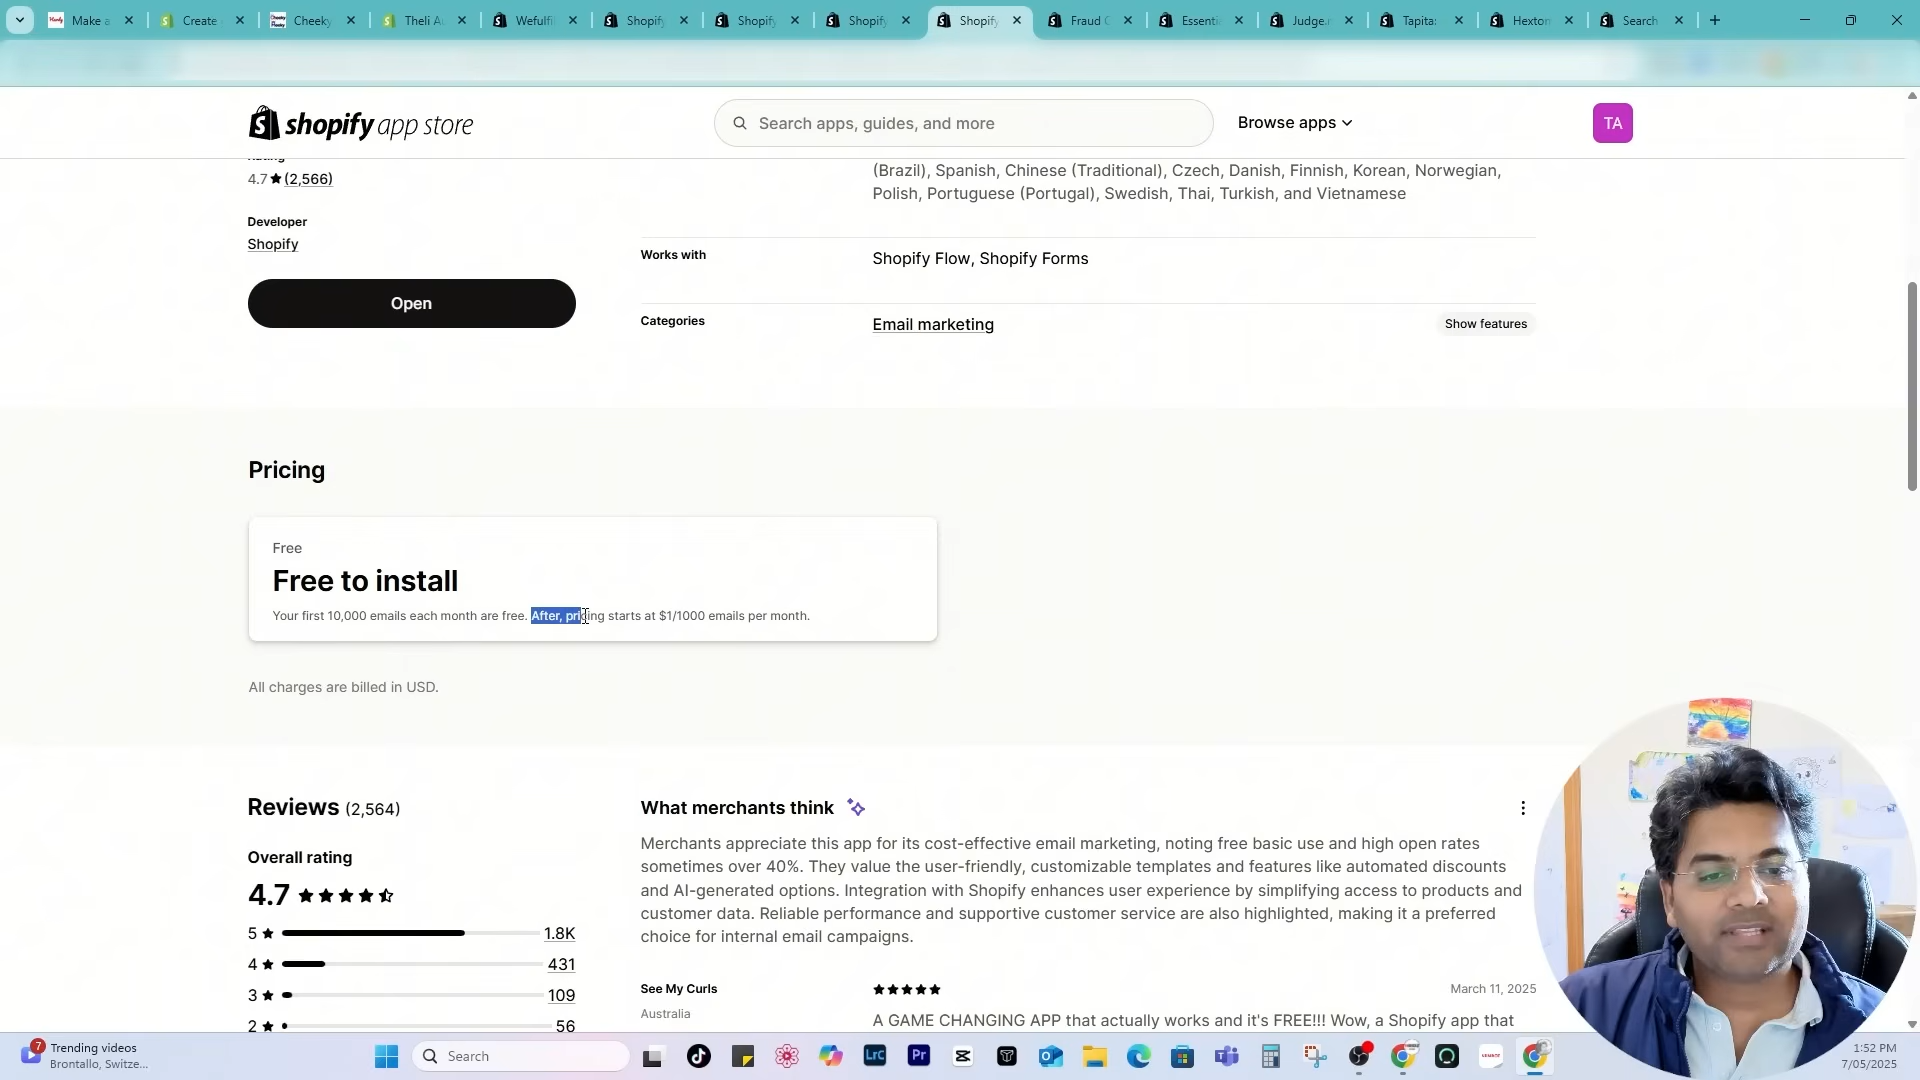 Make a
Create
Cheeky
Theli Au
Wefulfil
Shopify
Shopify
Shopify
Shopify
Fraud
Essenti
Judge.
Tapita:
Hexton
Search
shopify app store
Search apps, guides, and more
Browse apps
TA
4.7 ★ (2,566)
Developer
Shopify
Open
(Brazil), Spanish, Chinese (Traditional), Czech, Danish, Finnish, Korean, Norwegian,
Polish, Portuguese (Portugal), Swedish, Thai, Turkish, and Vietnamese
Works with
Shopify Flow, Shopify Forms
Categories
Email marketing
Show features
Pricing
Free
Free to install
Your first 10,000 emails each month are free. After, pricing starts at $1/1000 emails per month.
All charges are billed in USD.
Reviews (2,564)
Overall rating
4.7 ★★★★
5 ★ 1.8K
4 ★ 431
3 ★ 109
2 ★ 56
What merchants think
Merchants appreciate this app for its cost-effective email marketing, noting free basic use and high open rates
sometimes over 40%. They value the user-friendly, customizable templates and features like automated discounts
and AI-generated options. Integration with Shopify enhances user experience by simplifying access to products and
customer data. Reliable performance and supportive customer service are also highlighted, making it a preferred
choice for internal email campaigns.
See My Curls
Australia
★★★★★
March 11, 2025
A GAME CHANGING APP that actually works and it's FREE!!! Wow, a Shopify app that
7
Trending videos
Brontallo, Switze...
Search
LrC
Pr
1:52 PM
7/05/2025